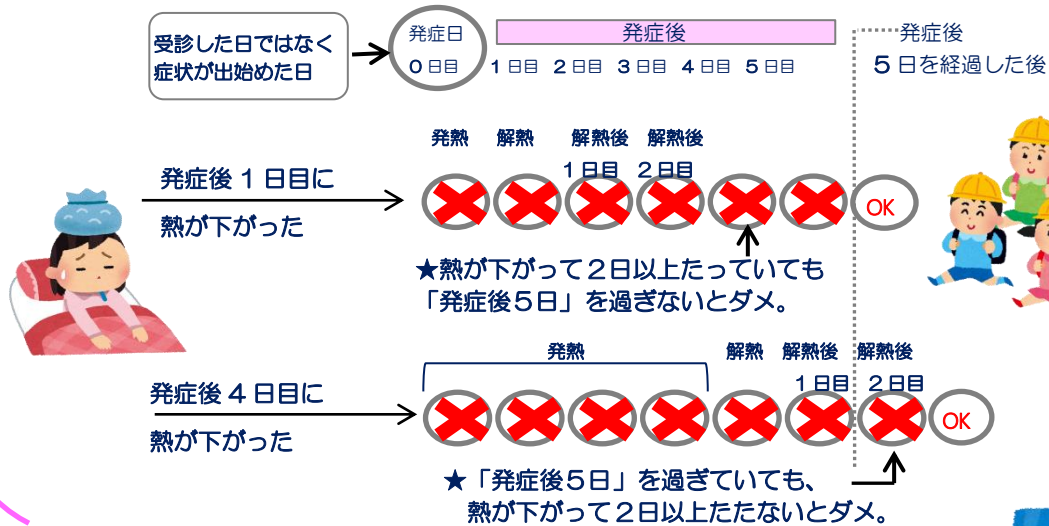 受診した日ではなく
症状が出始めた日
発症日
0日目
発症後
1日目 2日目 3日目 4日目 5日目
発症後
5日を経過した後
発熱 解熱 解熱後 解熱後
1日目 2日目
発症後1日目に
熱が下がった
OK
★熱が下がって2日以上たっていても
「発症後5日」を過ぎないとダメ。
発熱 解熱 解熱後 解熱後
1日目 2日目
発症後4日目に
熱が下がった
OK
★「発症後5日」を過ぎていても、
熱が下がって2日以上たたないとダメ。